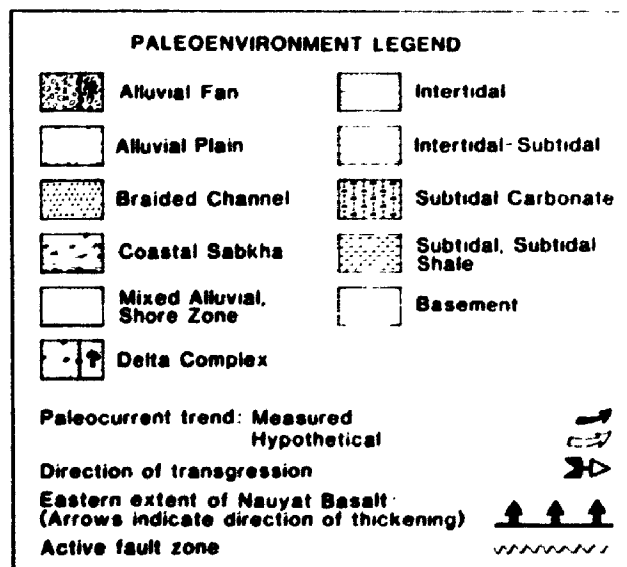 PALEOENVIRONMENT LEGEND
Alluvial Fan
Alluvial Plain
Braided Channel
Coastal Sabkha
Mixed Alluvial,
Shore Zone
Delta Complex
Intertidal
Intertidal-Subtidal
Subtidal Carbonate
Subtidal, Subtidal
Shale
Basement
Paleocurrent trend: Measured
Hypothetical
Direction of transgression
Eastern extent of Nauyat Basalt
(Arrows indicate direction of thickening)
Active fault zone